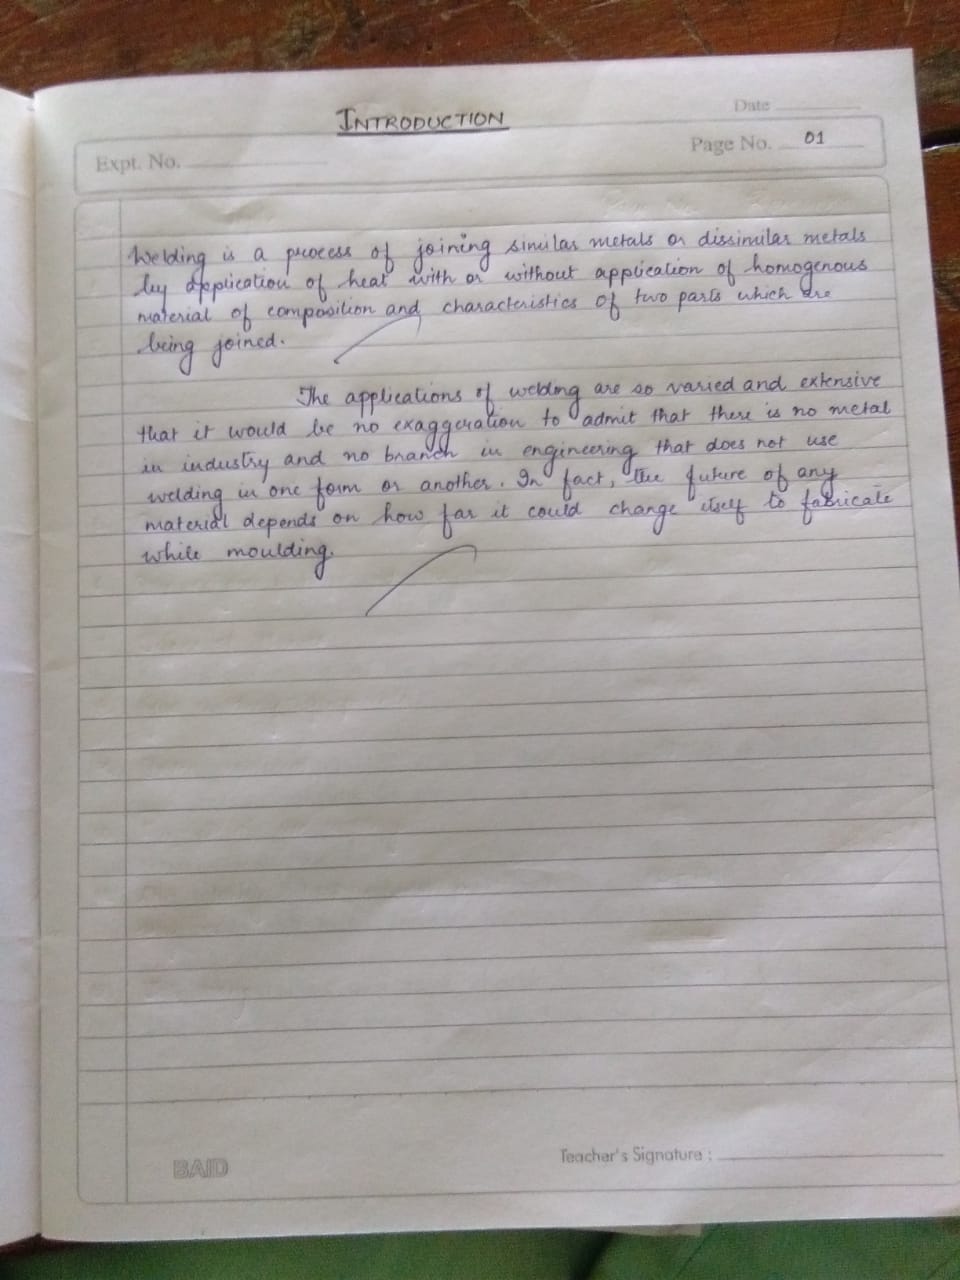 INTRODUCTION
Date
Expt. No.
Page No. 01
Welding is a process of joining similar metals or dissimilar metals
by application of heat with or without application of homogenous
material of composition and characteristics of two parts which are
being joined.
The applications of welding are so varied and extensive
that it would be no exaggeration to admit that there is no metal
in industry and no branch in engineering that does not use
welding in one form or another. In fact, the future of any
material depends on how far it could change itself to fabricate
while moulding.
BAID
Teacher's Signature :